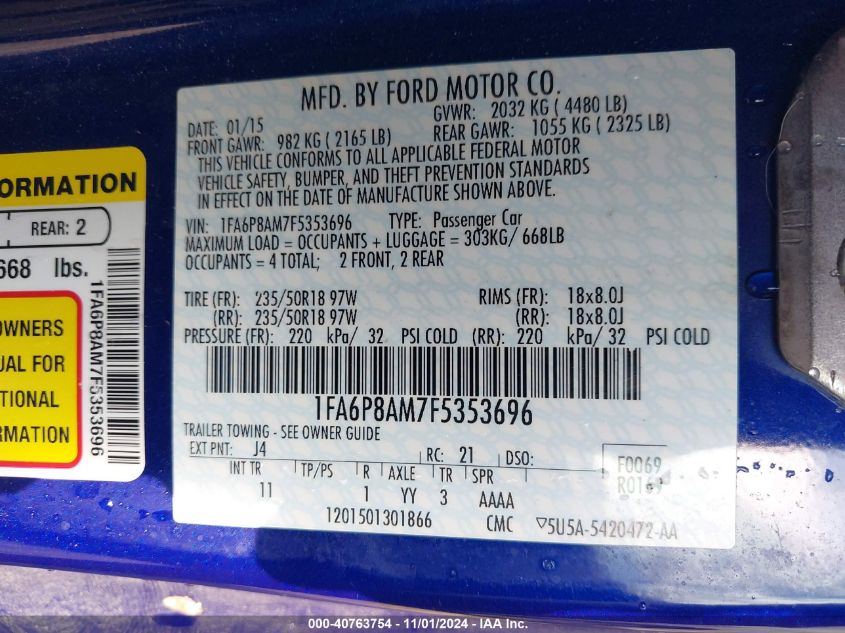 MFD. BY FORD MOTOR CO.
DATE: 01/15 GVWR: 2032 KG ( 4480 LB)
FRONT GAWR: 982 KG ( 2165 LB) REAR GAWR: 1055 KG ( 2325 LB)
THIS VEHICLE CONFORMS TO ALL APPLICABLE FEDERAL MOTOR
VEHICLE SAFETY, BUMPER, AND THEFT PREVENTION STANDARDS
IN EFFECT ON THE DATE OF MANUFACTURE SHOWN ABOVE.
VIN: 1FA6P8AM7F5353696 TYPE: Passenger Car
MAXIMUM LOAD = OCCUPANTS + LUGGAGE = 303KG/ 668LB
OCCUPANTS = 4 TOTAL; 2 FRONT, 2 REAR
TIRE (FR): 235/50R18 97W RIMS (FR): 18x8.0J
(RR): 235/50R18 97W (RR): 18x8.0J
PRESSURE (FR): 220 kPa/ 32 PSI COLD (RR): 220 kPa/ 32 PSI COLD
1FA6P8AM7F5353696
TRAILER TOWING - SEE OWNER GUIDE
EXT PNT: J4 RC: 21 DSO: F0069
R0169
INT TR TP/PS R AXLE TR SPR
11 1 YY 3 AAAA
1201501301866 CMC ▽5U5A-5420472-AA
ORMATION
REAR: 2
668 lbs.
OWNERS
UAL FOR
TIONAL
RMATION
1FA6P8AM7F5353696
000-40763754 - 11/01/2024 - IAA Inc.